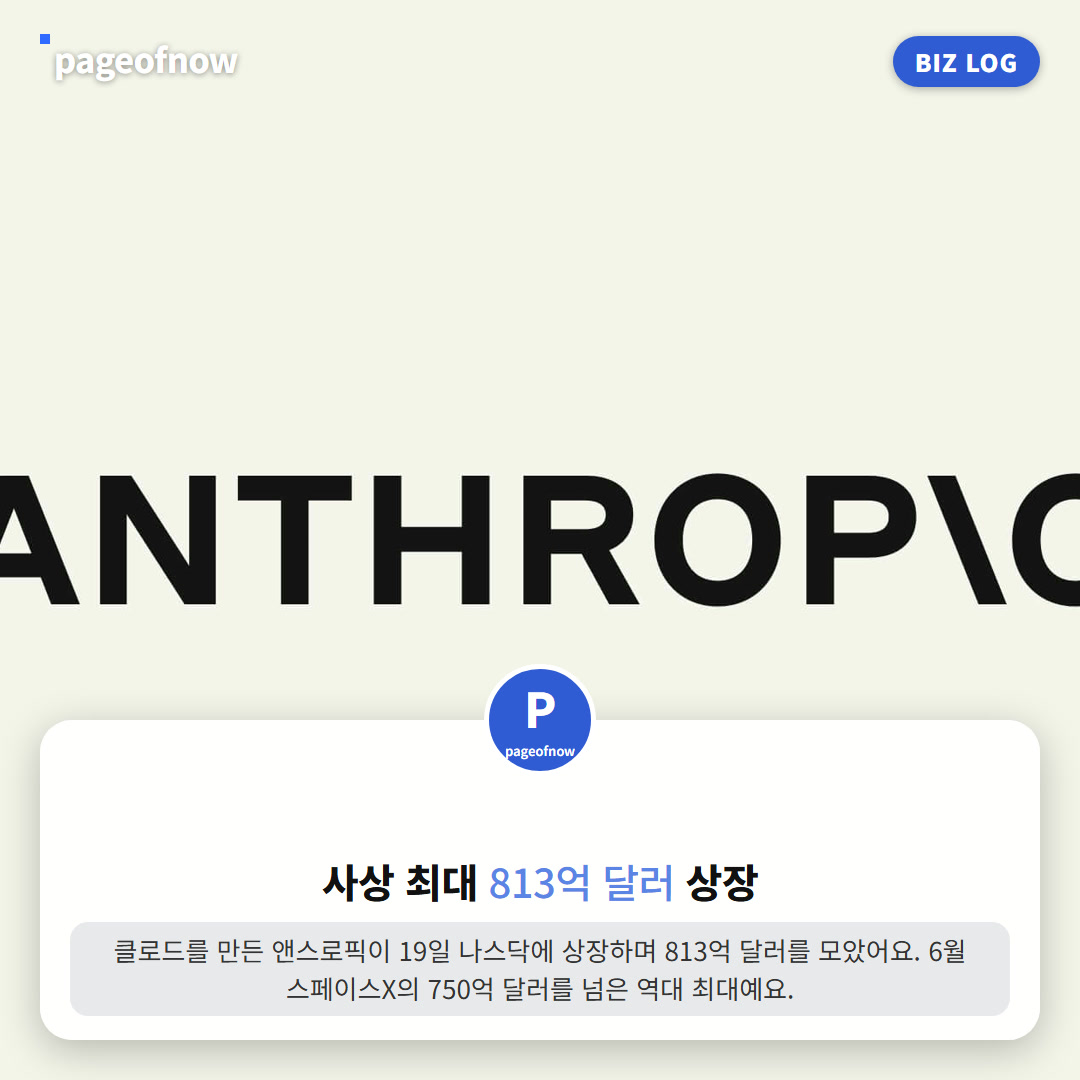 pageofnow
BIZ LOG
ANTHROP\C
P
pageofnow
사상 최대 813억 달러 상장
클로드를 만든 앤스로픽이 19일 나스닥에 상장하며 813억 달러를 모았어요. 6월
스페이스X의 750억 달러를 넘은 역대 최대예요.